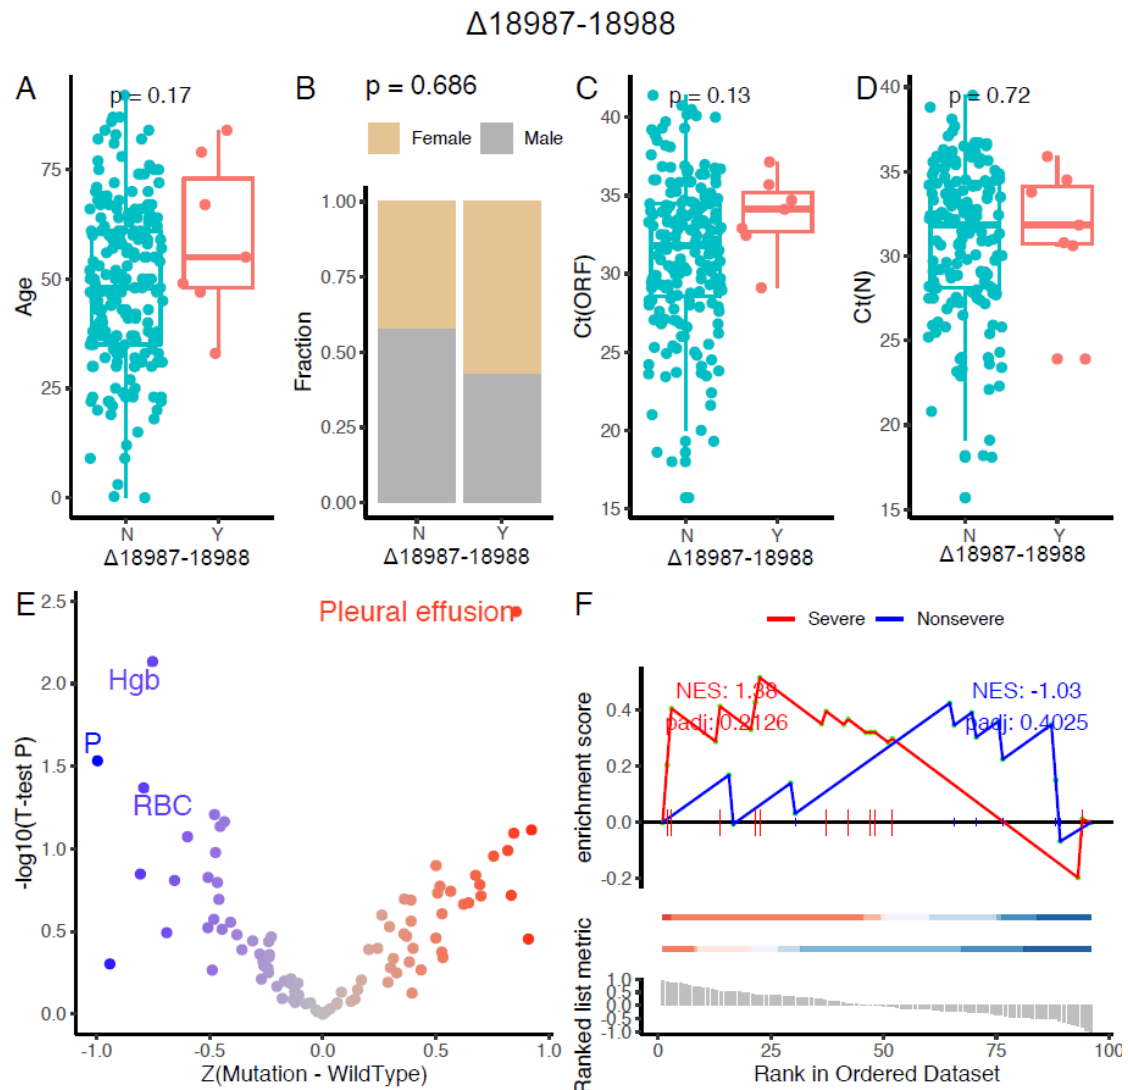 Δ18987-18988
A
p = 0.17
Age
75
50
25
0
N
Y
Δ18987-18988
B
p = 0.686
Female
Male
Fraction
1.00
0.75
0.50
0.25
0.00
N
Y
Δ18987-18988
C
p = 0.13
Ct(ORF)
40
35
30
25
20
15
N
Y
Δ18987-18988
D
p = 0.72
Ct(N)
40
35
30
25
20
15
N
Y
Δ18987-18988
E
Pleural effusion
Hgb
P
RBC
-log10(T-test P)
2.5
2.0
1.5
1.0
0.5
0.0
-1.0
-0.5
0.0
0.5
1.0
Z(Mutation - WildType)
F
Severe
Nonsevere
NES: 1.38
padj: 0.2126
NES: -1.03
padj: 0.4025
enrichment score
0.4
0.2
0.0
-0.2
Ranked list metric
1.0
0.5
0.0
-0.5
-1.0
0
25
50
75
100
Rank in Ordered Dataset